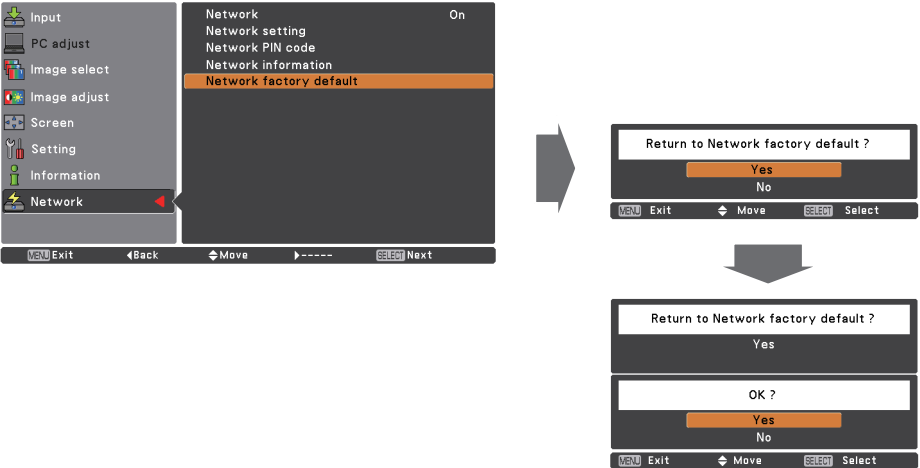 Input
PC adjust
Image select
Image adjust
Screen
Setting
Information
Network
Network On
Network setting
Network PIN code
Network information
Network factory default
MENU Exit Back Move ----- SELECT Next
Return to Network factory default ?
Yes
No
MENU Exit Move SELECT Select
Return to Network factory default ?
Yes
OK ?
Yes
No
MENU Exit Move SELECT Select